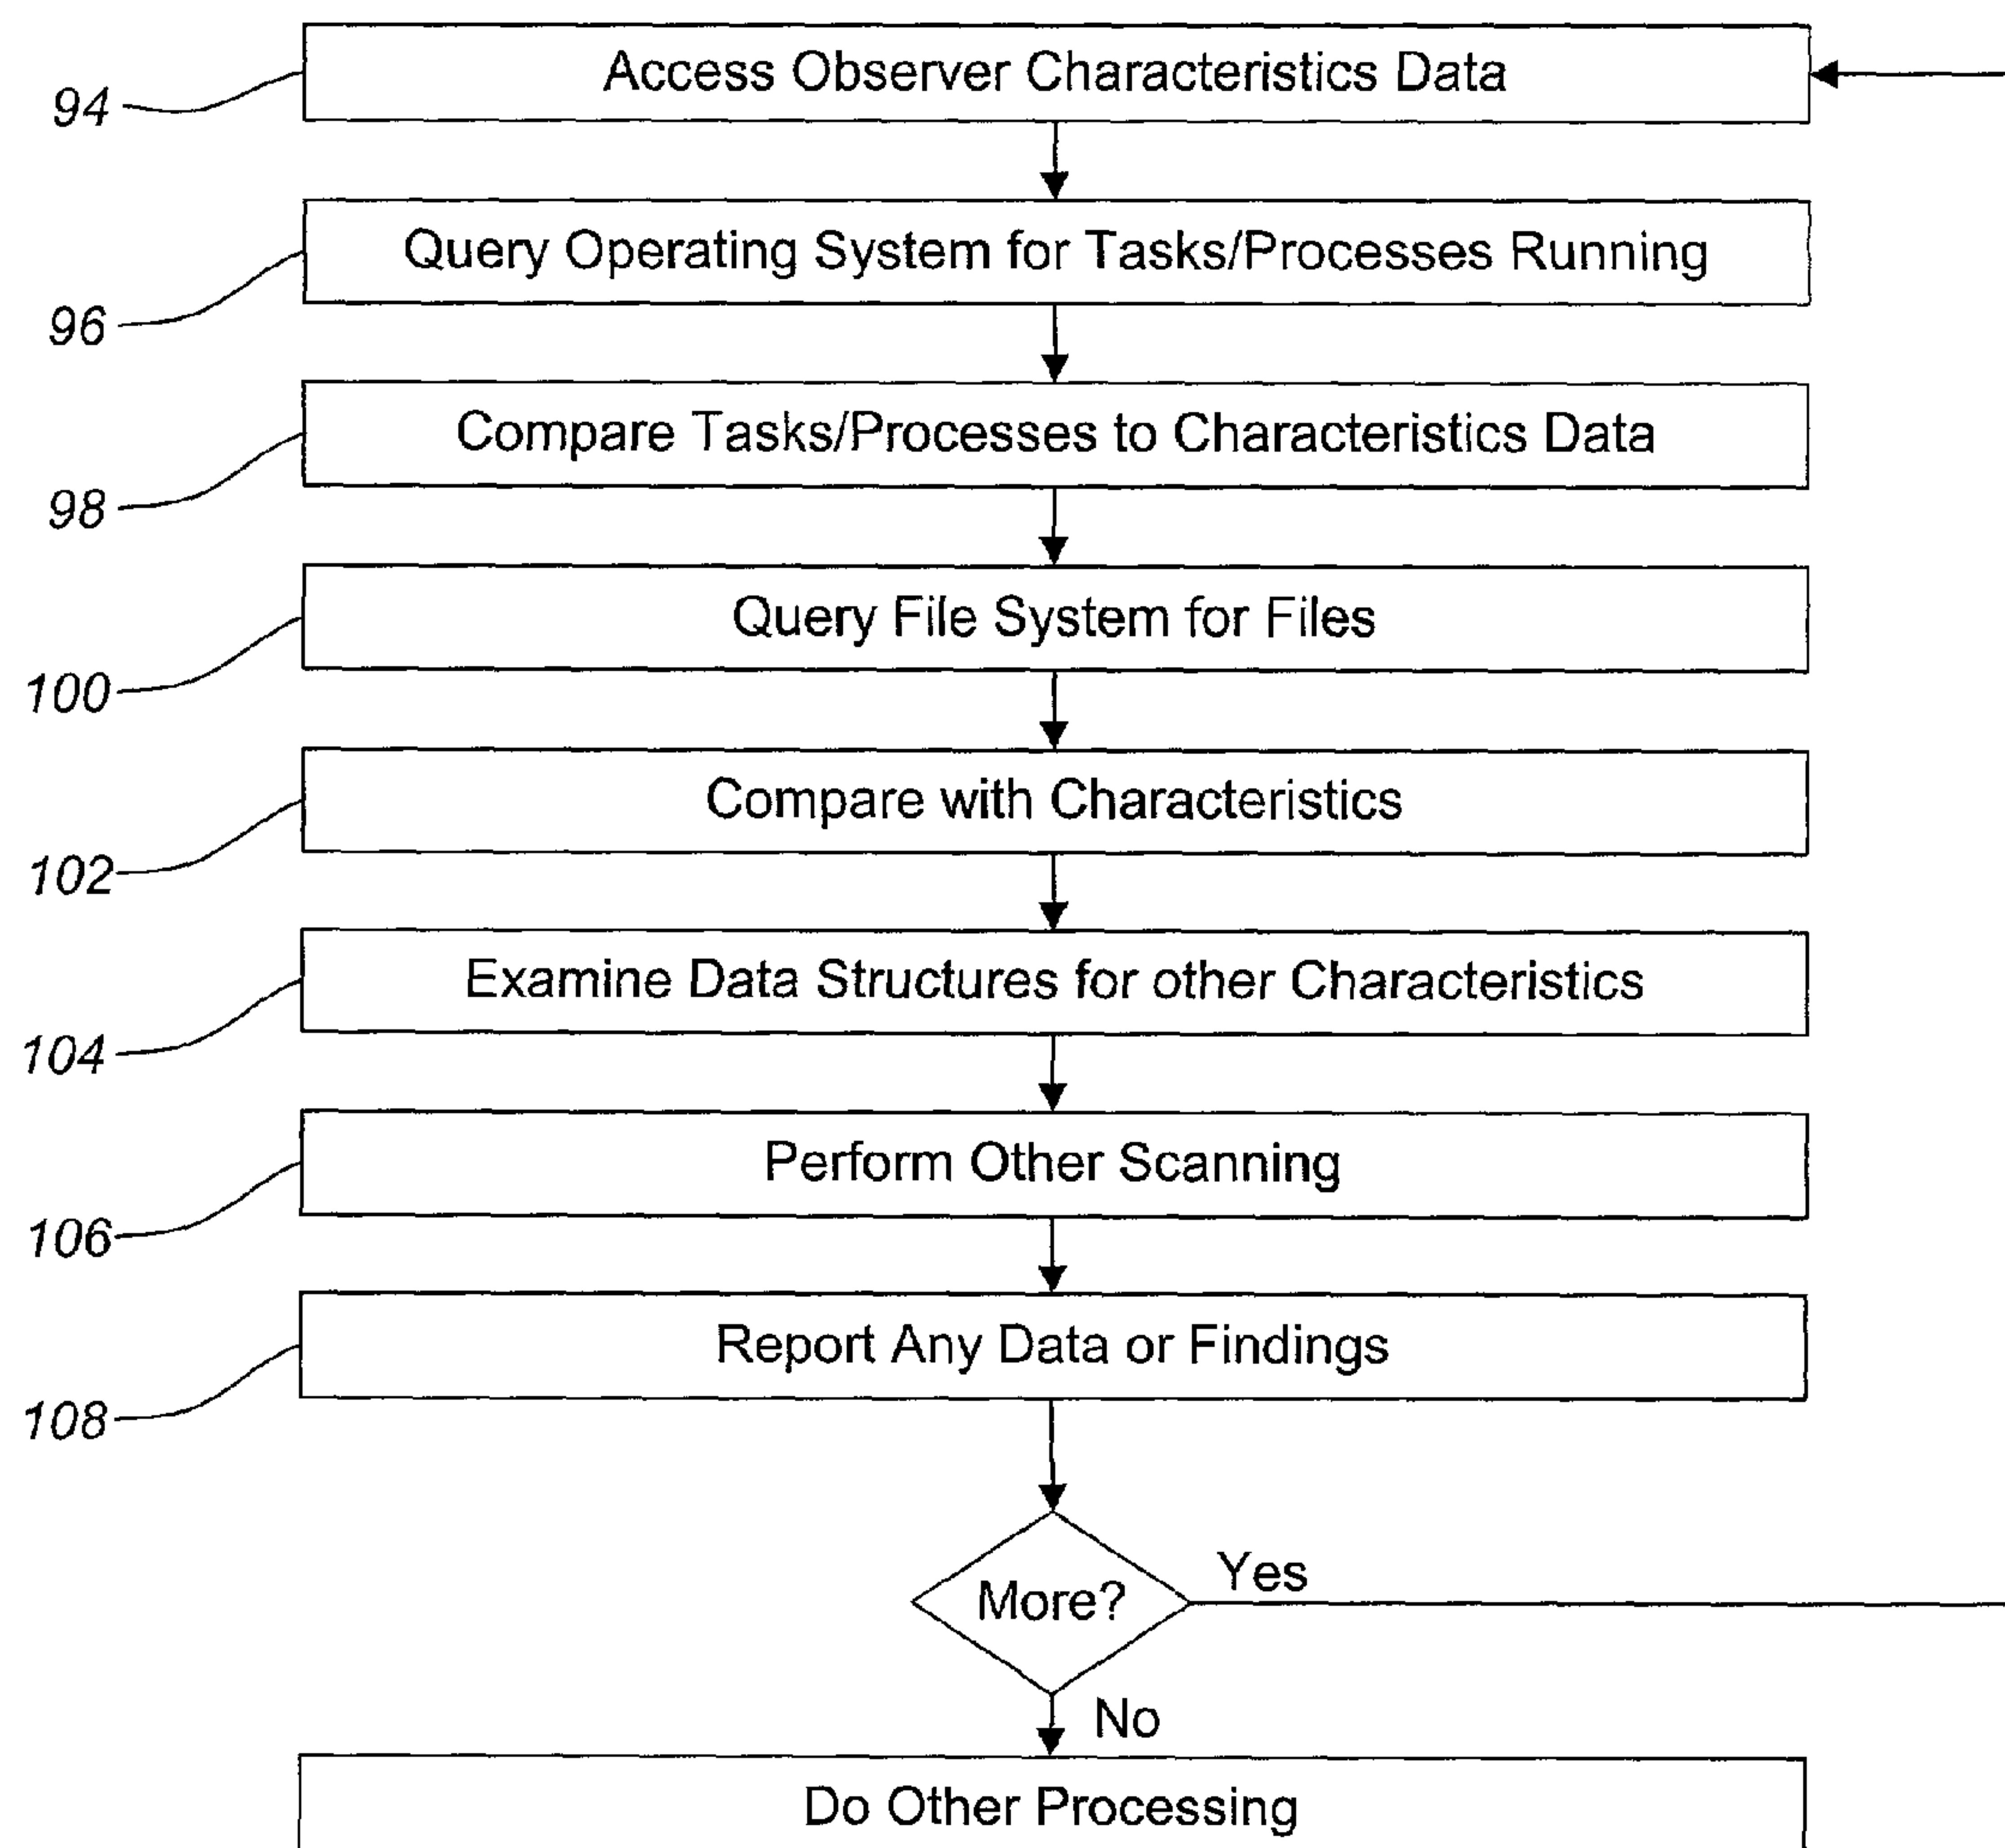 Access Observer Characteristics Data
94
Query Operating System for Tasks/Processes Running
96
Compare Tasks/Processes to Characteristics Data
98
Query File System for Files
100
Compare with Characteristics
102
Examine Data Structures for other Characteristics
104
Perform Other Scanning
106
Report Any Data or Findings
108
More?
Yes
No
Do Other Processing